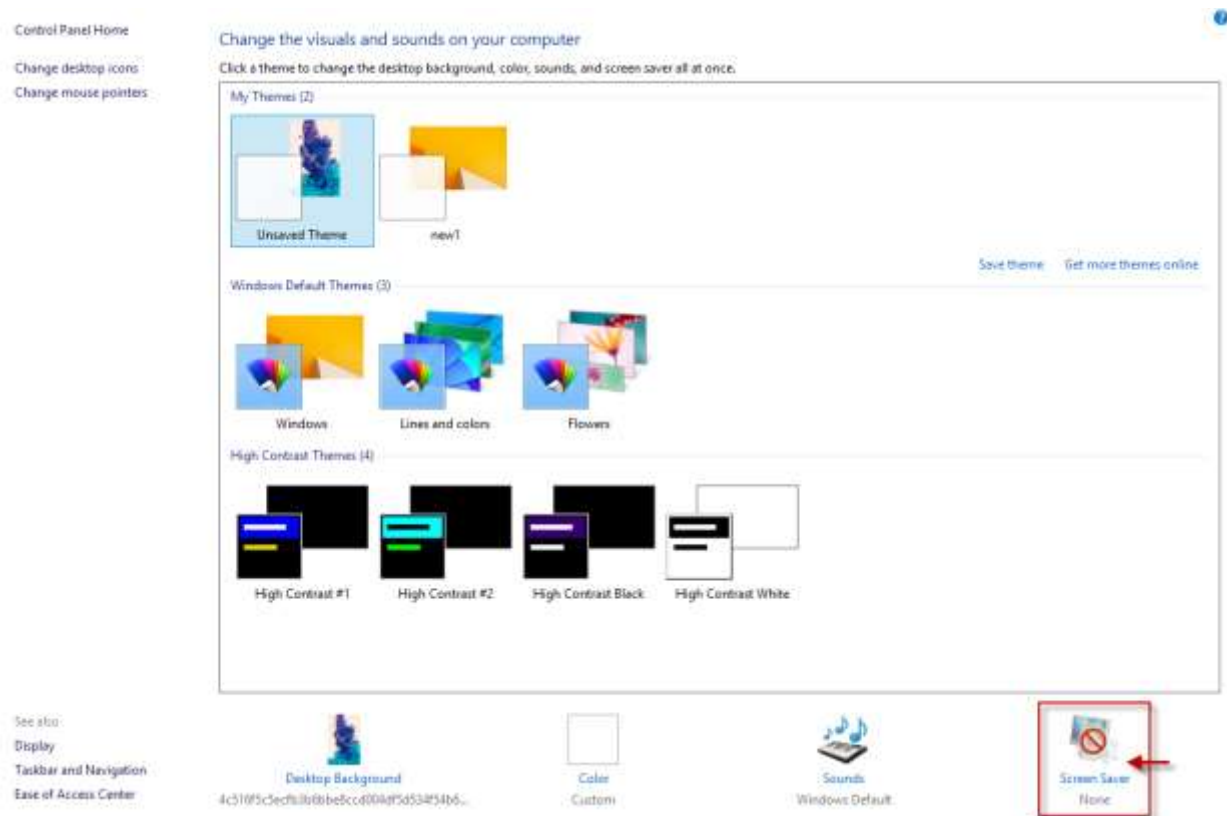 Control Panel Home
Change desktop icons
Change mouse pointers
Change the visuals and sounds on your computer
Click a theme to change the desktop background, color, sounds, and screen saver all at once.
My Themes (2)
Unsaved Theme
new1
Save theme Get more themes online
Windows Default Themes (3)
Windows
Lines and colors
Flowers
High Contrast Themes (4)
High Contrast #1
High Contrast #2
High Contrast Black
High Contrast White
See also
Display
Taskbar and Navigation
Ease of Access Center
Desktop Background
Color
Custom
Sounds
Windows Default
Screen Saver
None